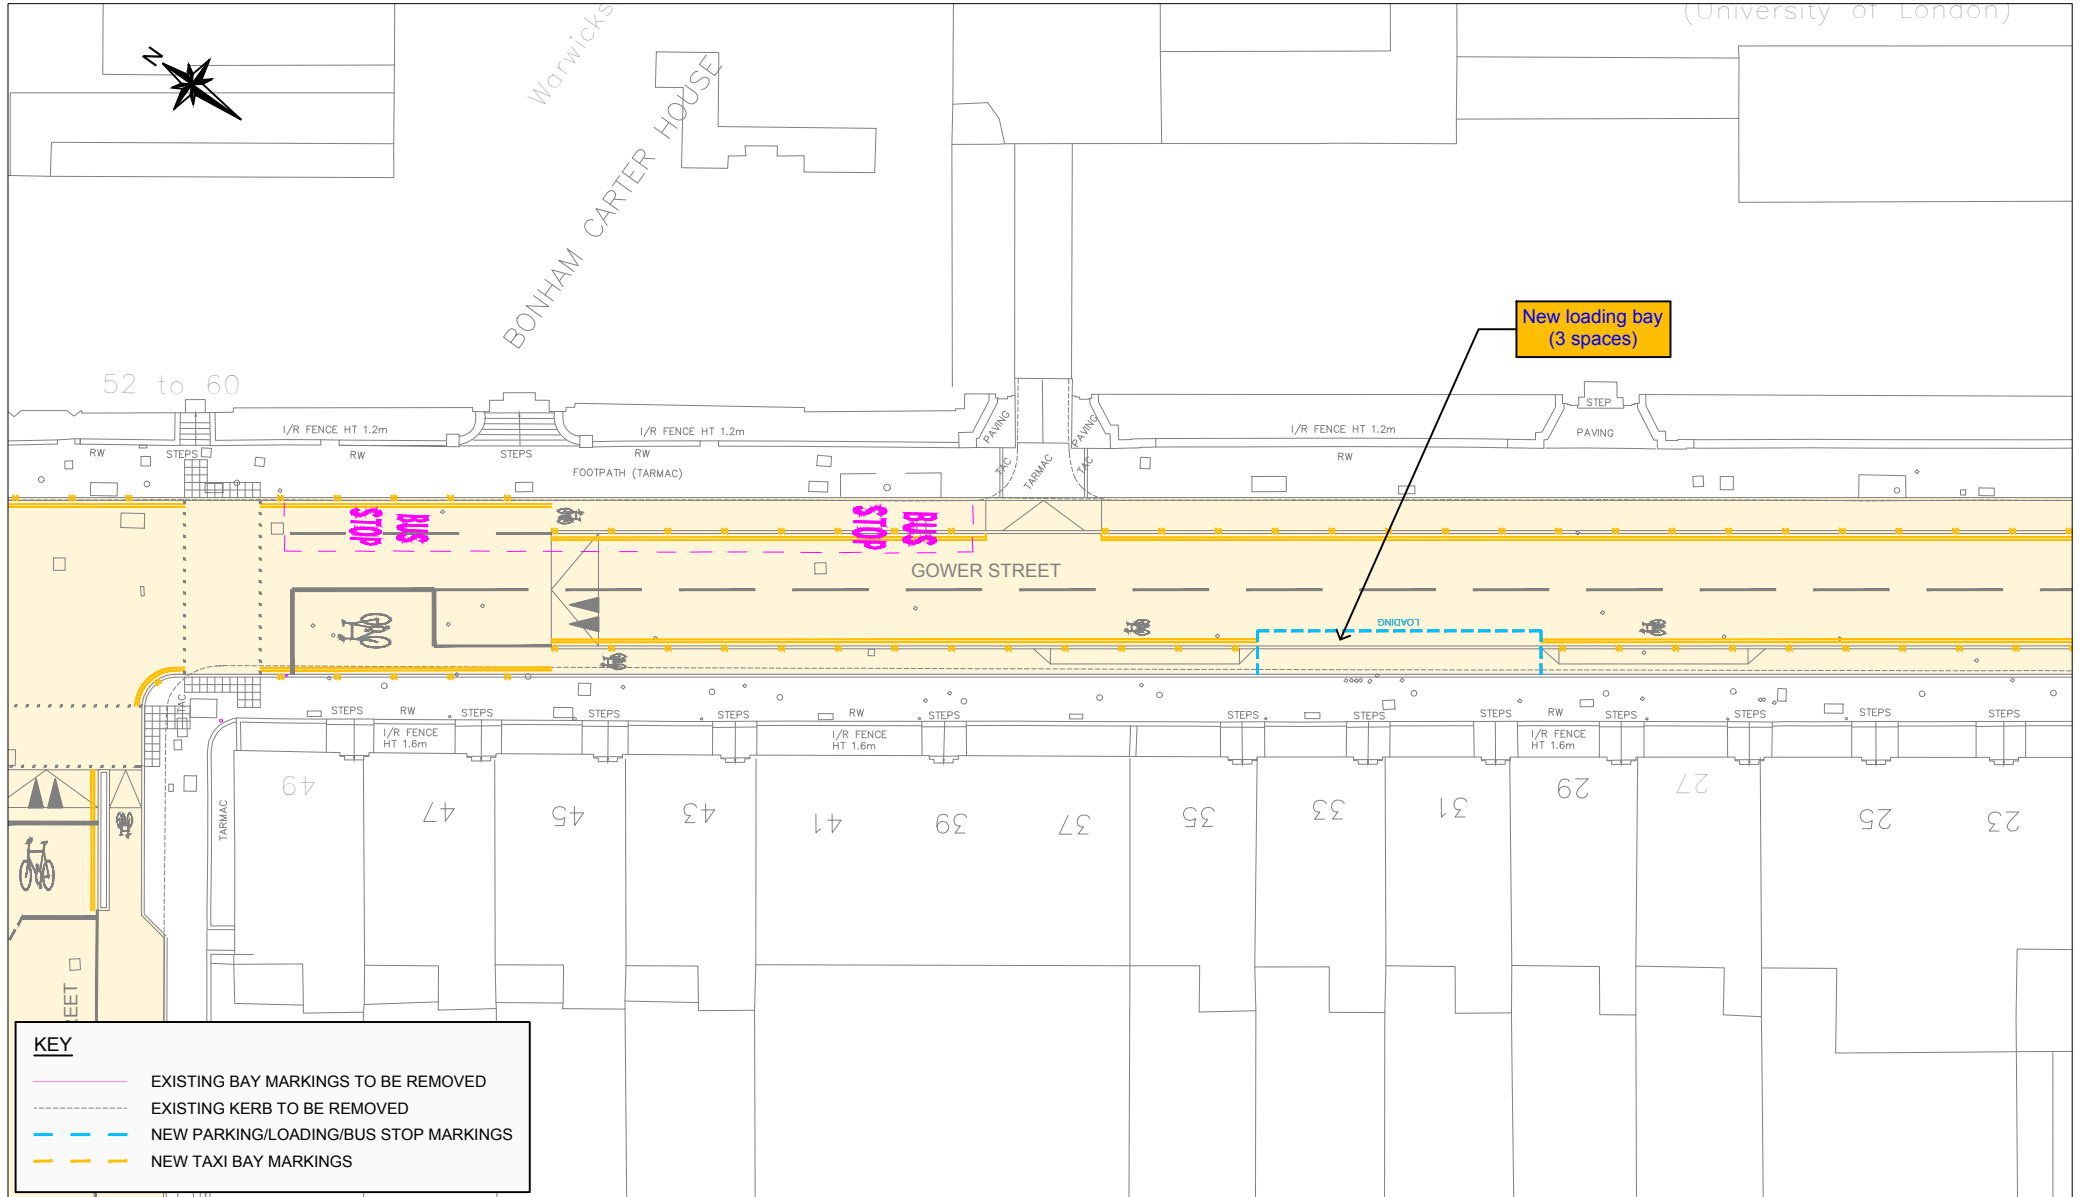 (University of London)
N
Warwicks
BONHAM CARTER HOUSE
New loading bay
(3 spaces)
52 to 60
I/R FENCE HT 1.2m
I/R FENCE HT 1.2m
PAVING
PAVING
I/R FENCE HT 1.2m
STEP
PAVING
RW
STEPS
RW
STEPS
RW
FOOTPATH (TARMAC)
TAC
TARMAC
TAC
RW
BUS
STOP
BUS
STOP
GOWER STREET
LOADING
TAC
STEPS
RW
STEPS
STEPS
STEPS
RW
STEPS
STEPS
STEPS
STEPS
RW
STEPS
STEPS
STEPS
STEPS
I/R FENCE
HT 1.6m
I/R FENCE
HT 1.6m
I/R FENCE
HT 1.6m
TARMAC
49
47
45
43
41
39
37
35
33
31
29
27
25
23
REET
KEY
EXISTING BAY MARKINGS TO BE REMOVED
EXISTING KERB TO BE REMOVED
NEW PARKING/LOADING/BUS STOP MARKINGS
NEW TAXI BAY MARKINGS